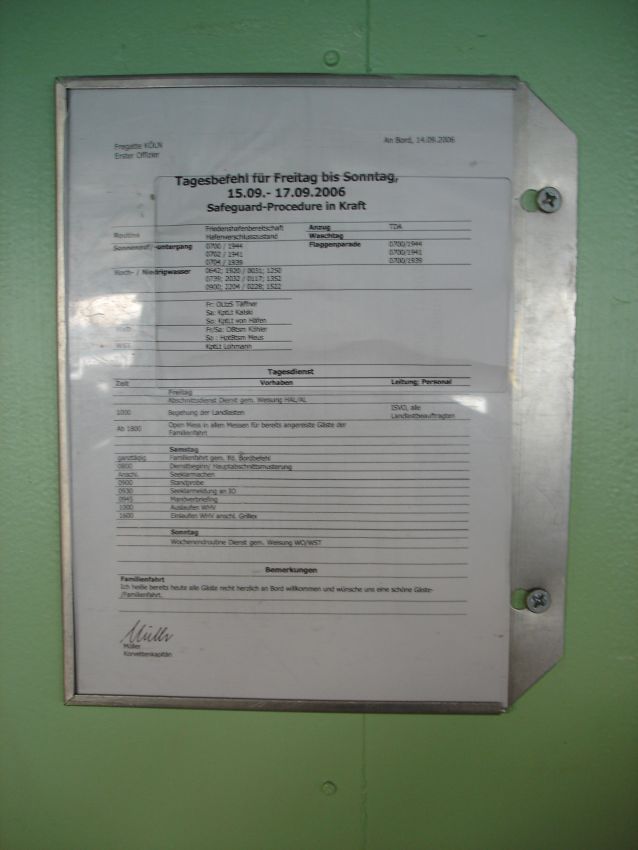 Fregatte KÖLN
An Bord, 14.09.2006
Erster Offizier
Tagesbefehl für Freitag bis Sonntag,
15.09.- 17.09.2006
Safeguard-Procedure in Kraft
Routine Friedenshafenbereitschaft Anzug TDA
Hafenverschlusszustand Waschtag
Sonnenauf/ -untergang 0700 / 1944 Flaggenparade 0700/1944
0702 / 1941 0700/1941
0704 / 1939 0700/1939
Hoch- / Niedrigwasser 0642; 1920 / 0031; 1250
0739; 2032 / 0117; 1352
0900; 2204 / 0228; 1522
Fr: OLtzS Täffner
Sa: KptLt Kalski
So: KptLt von Häfen
Fr/Sa: OBtsm Köhler
So : HptBtsm Meus
WST KptLt Lohmann
Tagesdienst
Zeit Vorhaben Leitung; Personal
Freitag
Abschnittsdienst Dienst gem. Weisung HAL/AL
1000 Begehung der Landlasten ISVO, alle
Landlastbeauftragten
Ab 1800 Open Mess in allen Messen für bereits angereiste Gäste der
Familienfahrt
Samstag
ganztägig Familienfahrt gem. lfd. Bordbefehl
0800 Dienstbeginn/ Hauptabschnittsmusterung
Anschl. Seeklarmachen
0900 Standprobe
0930 Seeklarmeldung an IO
0945 Manöverbriefing
1000 Auslaufen WHV
1600 Einlaufen WHV anschl. Grillex
Sonntag
Wochenendroutine Dienst gem. Weisung WO/WST
Bemerkungen
Familienfahrt
Ich heiße bereits heute alle Gäste recht herzlich an Bord willkommen und wünsche uns eine schöne Gäste-
/Familienfahrt.
Müller
Müller
Korvettenkapitän